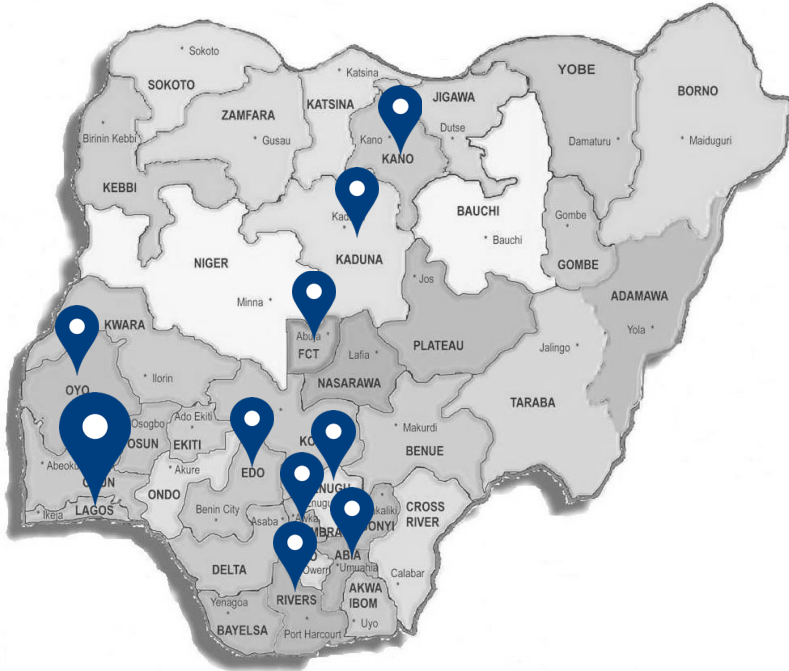 Sokoto
SOKOTO
Katsina
KATSINA
YOBE
BORNO
ZAMFARA
Gusau
JIGAWA
Dutse
Kano
KANO
Damaturu
Maiduguri
Birinin Kebbi
KEBBI
KADUNA
BAUCHI
Bauchi
Gombe
GOMBE
NIGER
Minna
Jos
ADAMAWA
Yola
KWARA
Ilorin
Abuja
FCT
Lafia
NASARAWA
PLATEAU
Jalingo
TARABA
OYO
Osogbo
OSUN
Ado Ekiti
EKITI
Makurdi
BENUE
EDO
Akure
ONDO
LAGOS
Ikeja
Benin City
Asaba
Awka
CROSS
RIVER
ABIA
Umuahia
DELTA
RIVERS
AKWA
IBOM
Calabar
Yenagoa
BAYELSA
Port Harcourt
Uyo